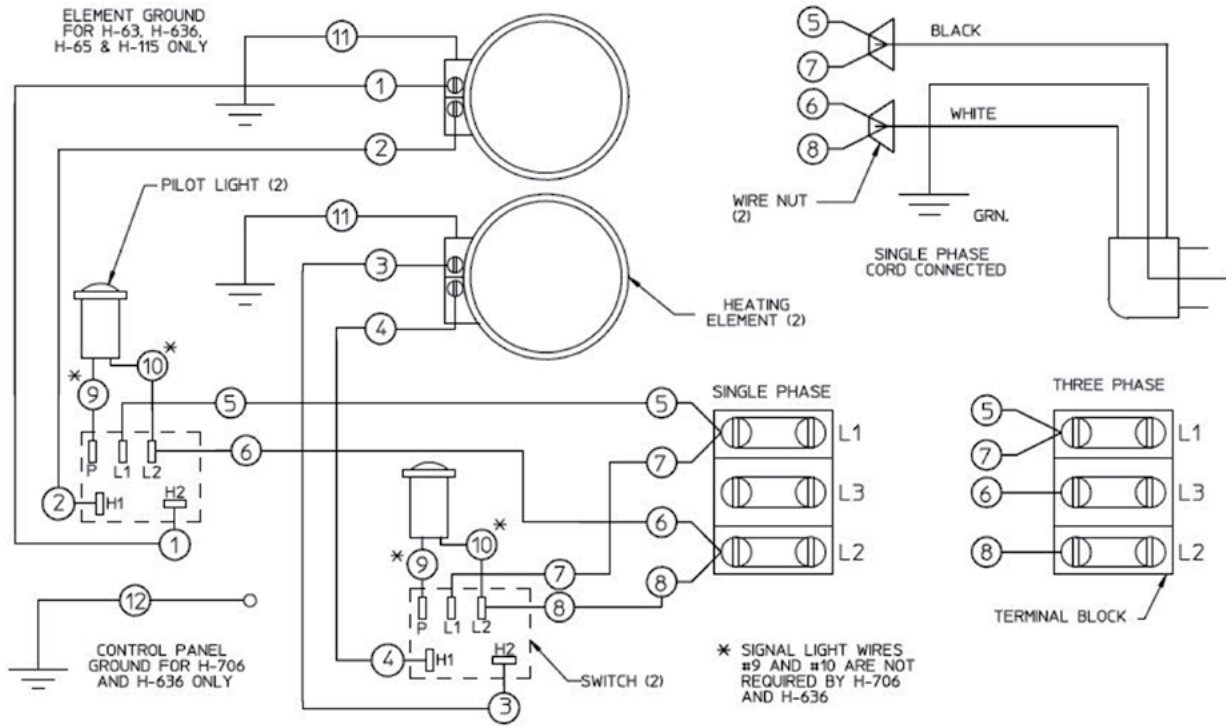 ELEMENT GROUND
FOR H-63, H-636,
H-65 & H-115 ONLY
11
1
2
PILOT LIGHT (2)
11
3
4
HEATING
ELEMENT (2)
5
7
BLACK
6
8
WHITE
WIRE NUT
(2)
GRN.
SINGLE PHASE
CORD CONNECTED
* 9
10 *
5
6
P L1 L2
2
H1
H2
1
12
CONTROL PANEL
GROUND FOR H-706
AND H-636 ONLY
* 9
10 *
7
8
P L1 L2
4
H1
H2
3
SWITCH (2)
SINGLE PHASE
5
7
6
8
L1
L3
L2
THREE PHASE
5
7
6
8
L1
L3
L2
TERMINAL BLOCK
* SIGNAL LIGHT WIRES
#9 AND #10 ARE NOT
REQUIRED BY H-706
AND H-636